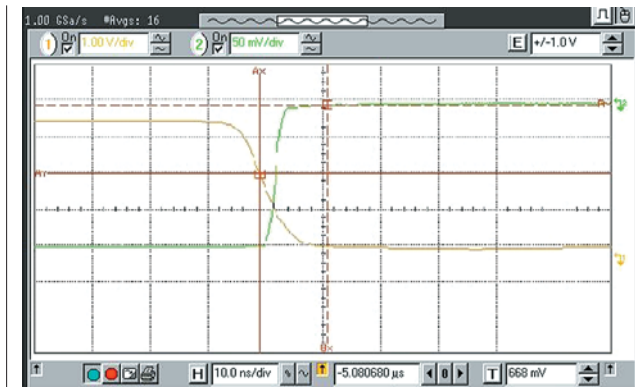 1.00 GSa/s #Avgs: 16
1 On 1.00 V/div 2 On 50 mV/div E +/-1.0 V
Ax
Ay
Bx
H 10.0 ns/div -5.080680 µs 0 T 668 mV